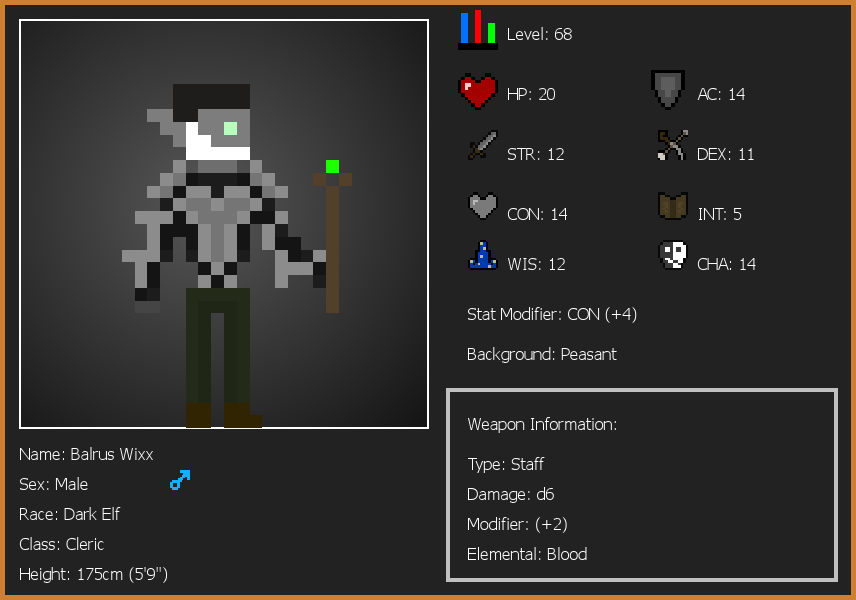 Level: 68
HP: 20
AC: 14
STR: 12
DEX: 11
CON: 14
INT: 5
WIS: 12
CHA: 14
Stat Modifier: CON (+4)
Background: Peasant
Weapon Information:
Type: Staff
Damage: d6
Modifier: (+2)
Elemental: Blood
Name: Balrus Wixx
Sex: Male
Race: Dark Elf
Class: Cleric
Height: 175cm (5'9")